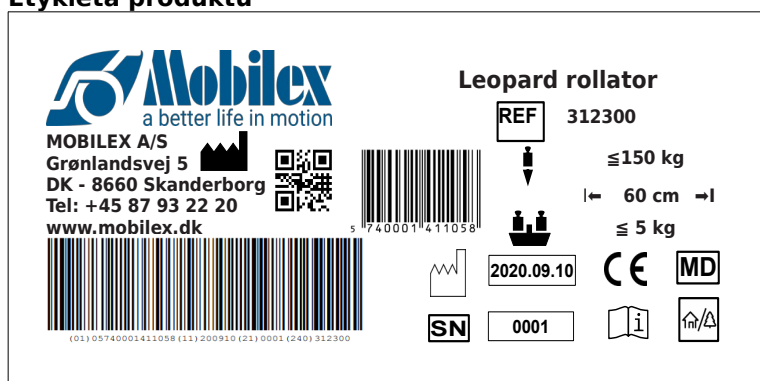 Etykieta produktu
Mobilex
a better life in motion
MOBILEX A/S
Grønlandsvej 5
DK - 8660 Skanderborg
Tel: +45 87 93 22 20
www.mobilex.dk
(01)05740001411058(11)200910(21)0001(240)312300
5 740001 411058
Leopard rollator
REF 312300
≦150 kg
60 cm
≦ 5 kg
2020.09.10 CE MD
SN 0001 i